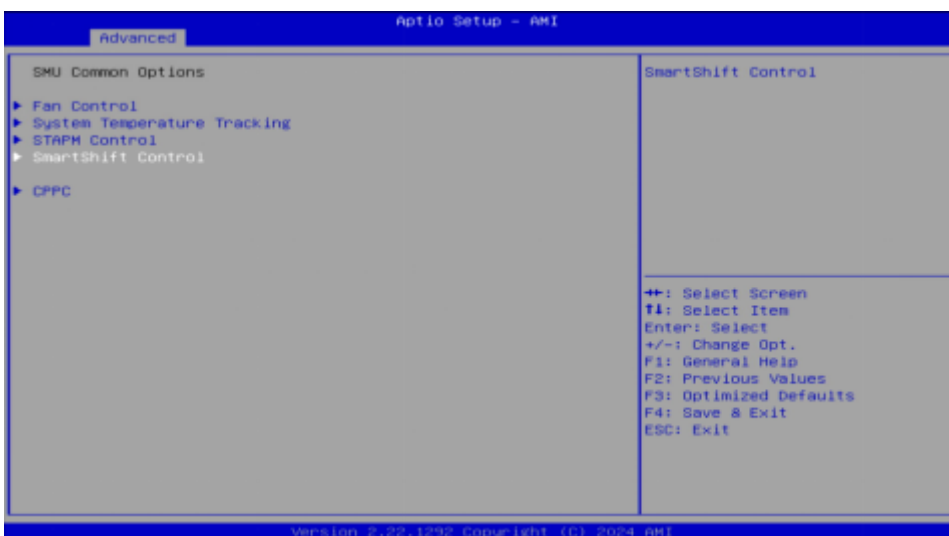 Aptio Setup - AMI
Advanced
SMU Common Options
Fan Control
System Temperature Tracking
STAPM Control
SmartShift Control
CPPC
SmartShift Control
→←: Select Screen
↑↓: Select Item
Enter: Select
+/-: Change Opt.
F1: General Help
F2: Previous Values
F3: Optimized Defaults
F4: Save & Exit
ESC: Exit
Version 2.22.1292 Copyright (C) 2024 AMI